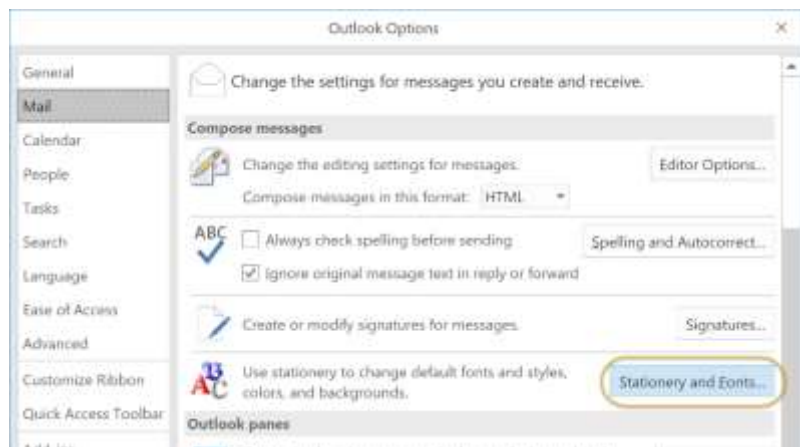 Outlook Options
General
Mail
Calendar
People
Tasks
Search
Language
Ease of Access
Advanced
Customize Ribbon
Quick Access Toolbar
Change the settings for messages you create and receive.
Compose messages
Change the editing settings for messages.
Editor Options...
Compose messages in this format: HTML
ABC
Always check spelling before sending
Spelling and Autocorrect...
Ignore original message text in reply or forward
Create or modify signatures for messages.
Signatures...
Use stationery to change default fonts and styles,
colors, and backgrounds.
Stationery and Fonts...
Outlook panes